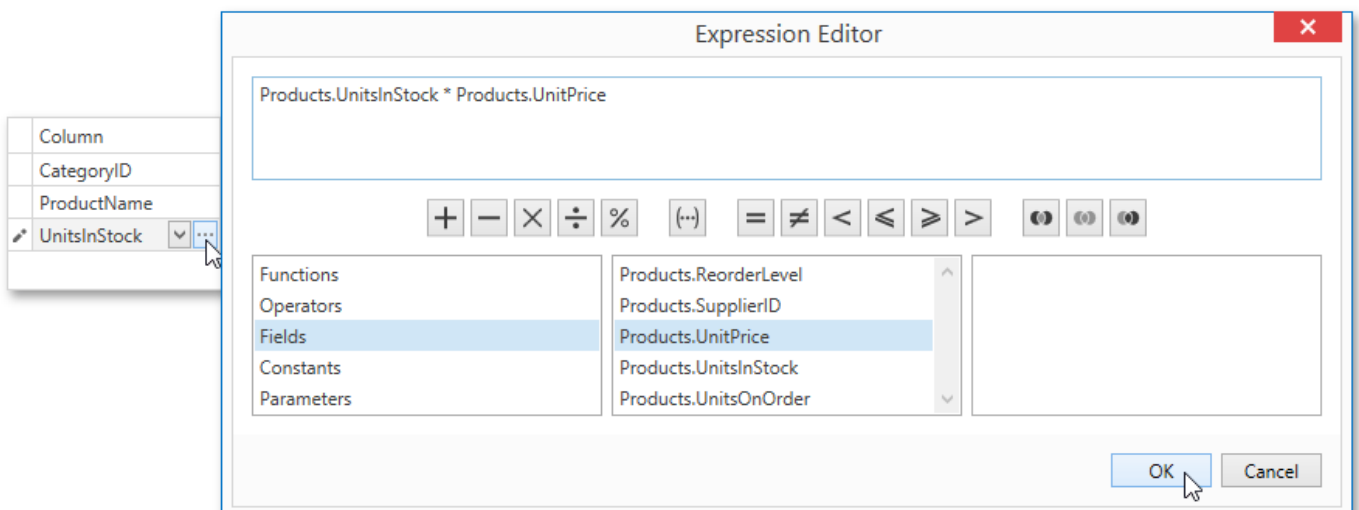 Expression Editor
Products.UnitsInStock * Products.UnitPrice
Column
CategoryID
ProductName
UnitsInStock
+ − × ÷ % (···) = ≠ < ⩽ ⩾ >
Functions
Operators
Fields
Constants
Parameters
Products.ReorderLevel
Products.SupplierID
Products.UnitPrice
Products.UnitsInStock
Products.UnitsOnOrder
OK
Cancel